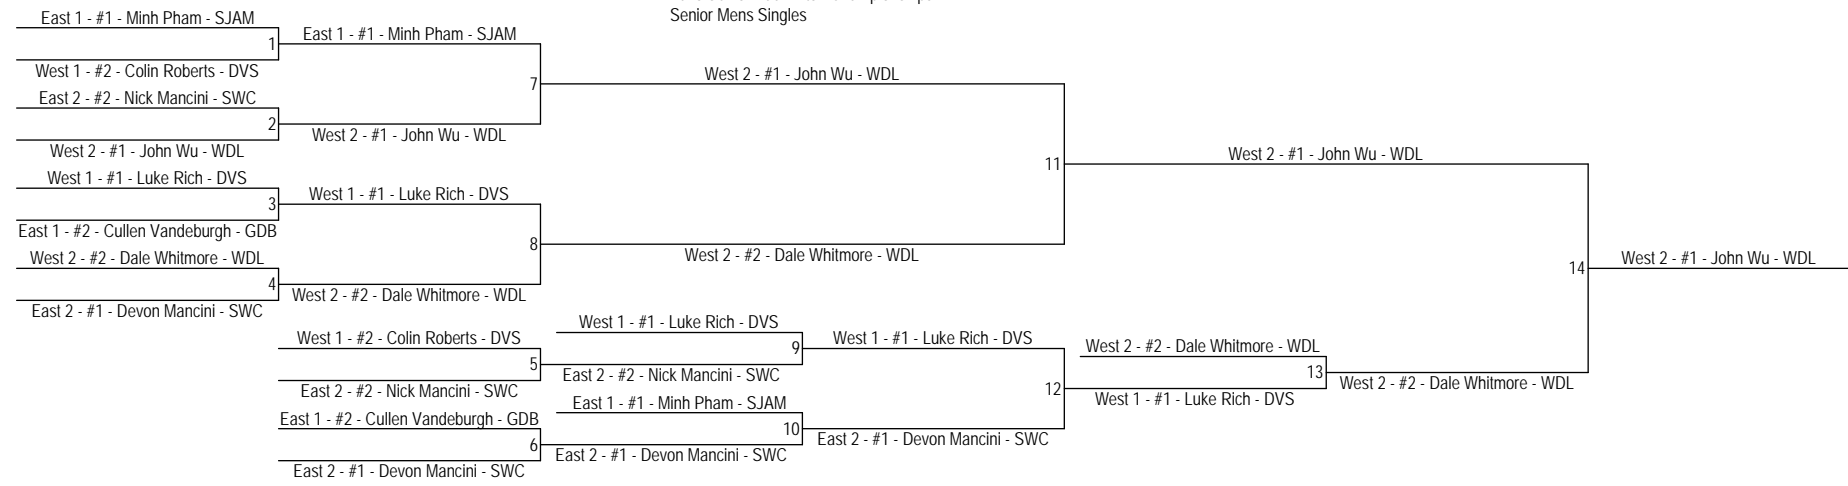 Senior Mens Singles
East 1 - #1 - Minh Pham - SJAM
1
West 1 - #2 - Colin Roberts - DVS
East 2 - #2 - Nick Mancini - SWC
2
West 2 - #1 - John Wu - WDL
West 1 - #1 - Luke Rich - DVS
3
East 1 - #2 - Cullen Vandeburgh - GDB
West 2 - #2 - Dale Whitmore - WDL
4
East 2 - #1 - Devon Mancini - SWC
East 1 - #1 - Minh Pham - SJAM
7
West 2 - #1 - John Wu - WDL
West 1 - #1 - Luke Rich - DVS
8
West 2 - #2 - Dale Whitmore - WDL
West 1 - #2 - Colin Roberts - DVS
5
East 2 - #2 - Nick Mancini - SWC
East 1 - #2 - Cullen Vandeburgh - GDB
6
East 2 - #1 - Devon Mancini - SWC
West 2 - #1 - John Wu - WDL
11
West 2 - #2 - Dale Whitmore - WDL
West 1 - #1 - Luke Rich - DVS
9
East 2 - #2 - Nick Mancini - SWC
East 1 - #1 - Minh Pham - SJAM
10
East 2 - #1 - Devon Mancini - SWC
West 1 - #1 - Luke Rich - DVS
12
East 2 - #1 - Devon Mancini - SWC
West 2 - #1 - John Wu - WDL
14
West 2 - #2 - Dale Whitmore - WDL
13
West 1 - #1 - Luke Rich - DVS
West 2 - #2 - Dale Whitmore - WDL
West 2 - #1 - John Wu - WDL